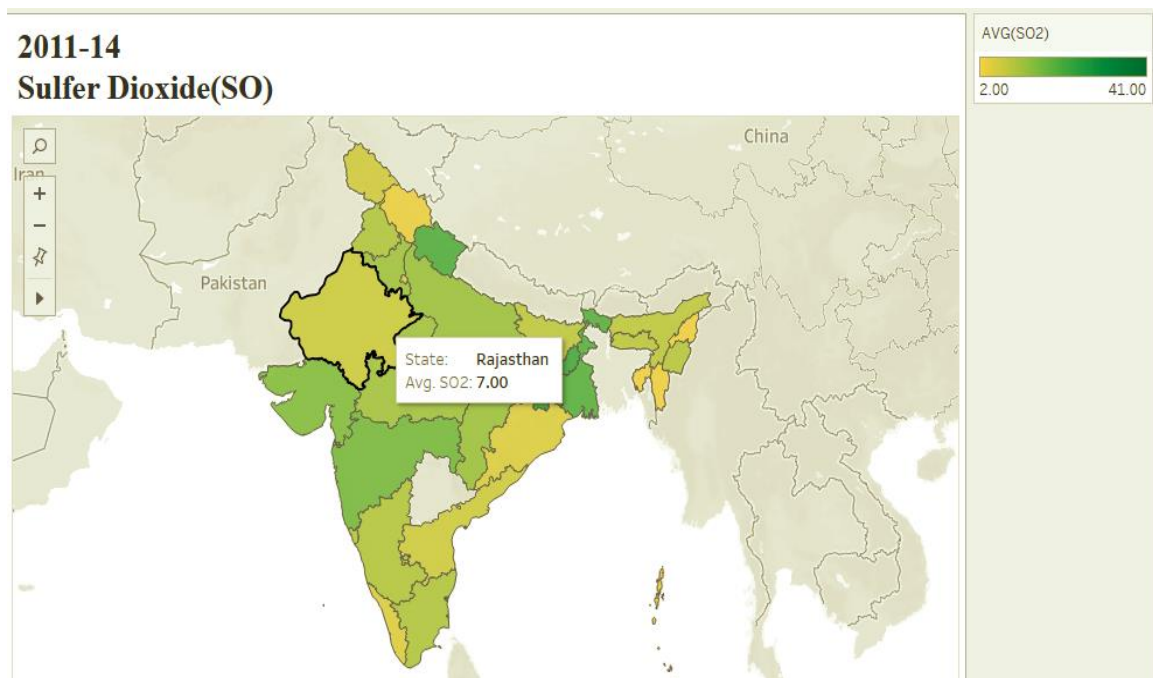 2011-14
Sulfer Dioxide(SO)
AVG(SO2)
2.00 41.00
China
Iran
Pakistan
State: Rajasthan
Avg. SO2: 7.00